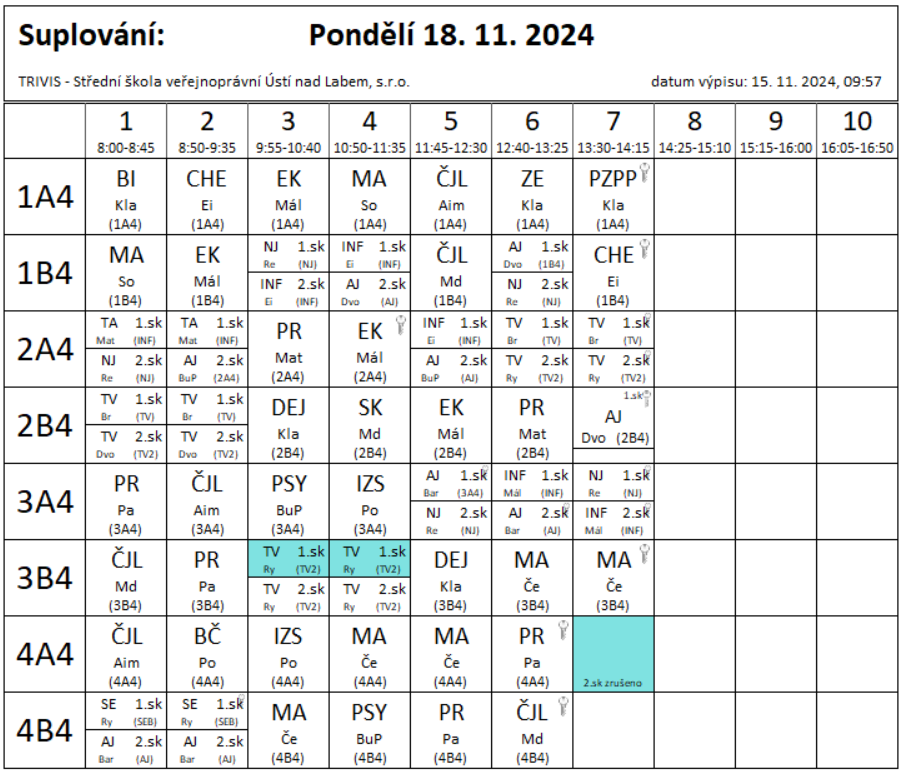 Suplování: Pondělí 18. 11. 2024
TRIVIS - Střední škola veřejnoprávní Ústí nad Labem, s.r.o. datum výpisu: 15. 11. 2024, 09:57
1 2 3 4 5 6 7 8 9 10
8:00-8:45 8:50-9:35 9:55-10:40 10:50-11:35 11:45-12:30 12:40-13:25 13:30-14:15 14:25-15:10 15:15-16:00 16:05-16:50
1A4
BI CHE EK MA ČJL ZE PZPP
Kla Ei Mál So Aim Kla Kla
(1A4) (1A4) (1A4) (1A4) (1A4) (1A4) (1A4)
1B4
MA EK NJ 1.sk INF 1.sk ČJL AJ 1.sk CHE
Re (NJ) Ei (INF) Dvo (1B4)
So Mál INF 2.sk AJ 2.sk Md NJ 2.sk Ei
(1B4) (1B4) Ei (INF) Dvo (AJ) (1B4) Re (NJ) (1B4)
2A4
TA 1.sk TA 1.sk PR EK INF 1.sk TV 1.sk TV 1.sk
Mat (INF) Mat (INF) Ei (INF) Br (TV) Br (TV)
NJ 2.sk AJ 2.sk Mat Mál AJ 2.sk TV 2.sk TV 2.sk
Re (NJ) BuP (2A4) (2A4) (2A4) BuP (AJ) Ry (TV2) Ry (TV2)
2B4
TV 1.sk TV 1.sk DEJ SK EK PR 1.sk
Br (TV) Br (TV) AJ
TV 2.sk TV 2.sk Kla Md Mál Mat Dvo (2B4)
Dvo (TV2) Dvo (TV2) (2B4) (2B4) (2B4) (2B4)
3A4
PR ČJL PSY IZS AJ 1.sk INF 1.sk NJ 1.sk
Bar (3A4) Mál (INF) Re (NJ)
Pa Aim BuP Po NJ 2.sk AJ 2.sk INF 2.sk
(3A4) (3A4) (3A4) (3A4) Re (NJ) Bar (AJ) Mál (INF)
3B4
ČJL PR TV 1.sk TV 1.sk DEJ MA MA
Ry (TV2) Ry (TV2)
Md Pa TV 2.sk TV 2.sk Kla Če Če
(3B4) (3B4) Ry (TV2) Ry (TV2) (3B4) (3B4) (3B4)
4A4
ČJL BČ IZS MA MA PR
Aim Po Po Če Če Pa
(4A4) (4A4) (4A4) (4A4) (4A4) (4A4) 2.sk zrušeno
4B4
SE 1.sk SE 1.sk MA PSY PR ČJL
Ry (SEB) Ry (SEB)
AJ 2.sk AJ 2.sk Če BuP Pa Md
Bar (AJ) Bar (AJ) (4B4) (4B4) (4B4) (4B4)